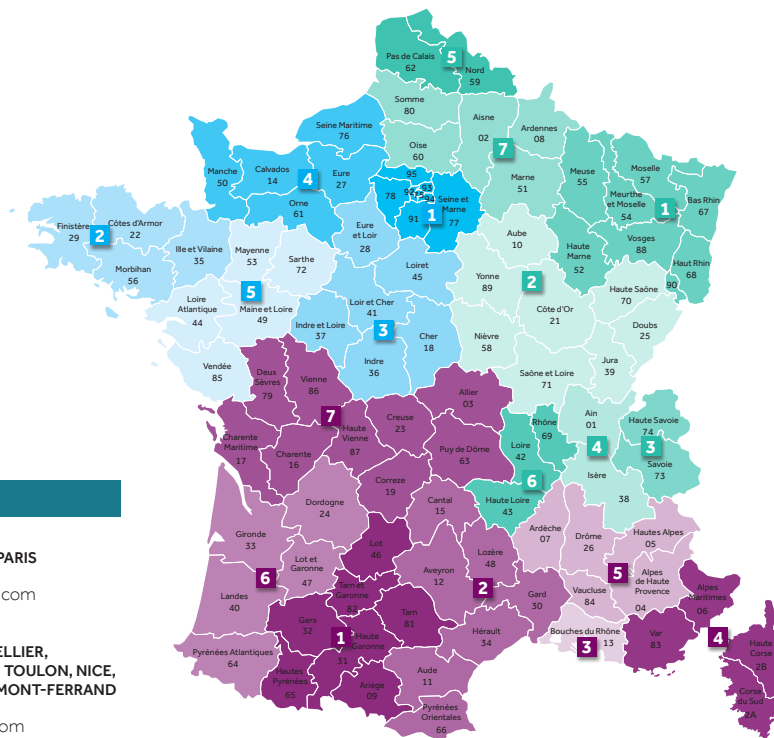 Pas de Calais
62
5
Nord
59
Somme
80
Aisne
02
Ardennes
08
7
Oise
60
Seine Maritime
76
Manche
50
Calvados
14
4
Eure
27
Orne
61
95
78
92
93
94
91
1
Seine et
Marne
77
Marne
51
Meuse
55
Moselle
57
Meurthe
et Moselle
54
1
Bas Rhin
67
Vosges
88
Haut Rhin
68
90
Haute
Marne
52
Aube
10
Finistère
29
2
Côtes d'Armor
22
Morbihan
56
Ille et Vilaine
35
Mayenne
53
Sarthe
72
5
Loire
Atlantique
44
Maine et Loire
49
Vendée
85
Eure
et Loir
28
Loiret
45
Loir et Cher
41
3
Indre et Loire
37
Indre
36
Cher
18
Yonne
89
2
Côte d'Or
21
Nièvre
58
Saône et Loire
71
Haute Saône
70
Doubs
25
Jura
39
Deux
Sèvres
79
Vienne
86
7
Charente
Maritime
17
Charente
16
Haute
Vienne
87
Creuse
23
Allier
03
Puy de Dôme
63
Correze
19
Loire
42
Rhône
69
6
Haute Loire
43
Ain
01
4
Isère
38
Haute Savoie
74
3
Savoie
73
Dordogne
24
Gironde
33
6
Lot et
Garonne
47
Landes
40
Pyrénées Atlantiques
64
Cantal
15
Lot
46
Aveyron
12
Lozère
48
2
Gard
30
Hérault
34
Aude
11
Pyrénées
Orientales
66
Tarn et
Garonne
82
Tarn
81
Gers
32
1
Haute
Garonne
31
Hautes
Pyrénées
65
Ariège
09
Ardèche
07
Drôme
26
Hautes Alpes
05
5
Vaucluse
84
Alpes
de Haute
Provence
04
Bouches du Rhône
13
3
Alpes
Maritimes
06
Var
83
4
Haute
Corse
2B
Corse
du Sud
2A
PARIS
com
LLIER,
TOULON, NICE,
MONT-FERRAND
om